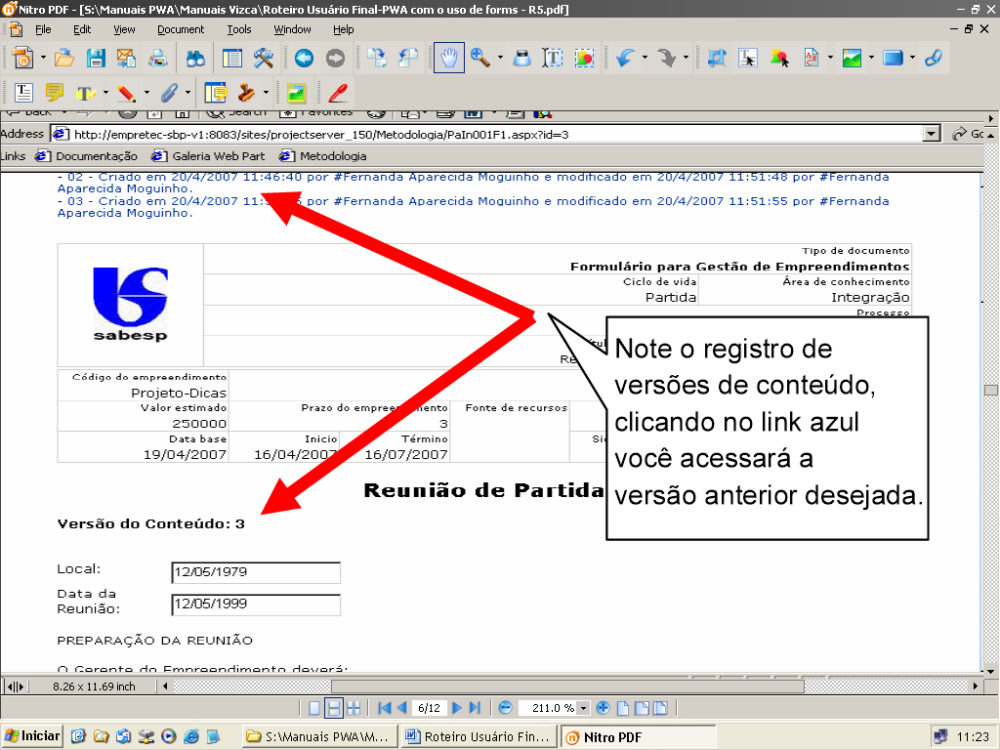 Nitro PDF - [S:\Manuais PWA\Manuais Vizca\Roteiro Usuário Final-PWA com o uso de forms - R5.pdf]
File Edit View Document Tools Window Help
Back Search Favorites
Address http://empretec-sbp-v1:8083/sites/projectserver_150/Metodologia/PaIn001F1.aspx?id=3 Go
Links Documentação Galeria Web Part Metodologia
- 02 - Criado em 20/4/2007 11:46:40 por #Fernanda Aparecida Moguinho e modificado em 20/4/2007 11:51:48 por #Fernanda
Aparecida Moguinho.
- 03 - Criado em 20/4/2007 por #Fernanda Aparecida Moguinho e modificado em 20/4/2007 11:51:55 por #Fernanda
Aparecida Moguinho.
sabesp
Tipo de documento
Formulário para Gestão de Empreendimentos
Ciclo de vida
Partida
Área de conhecimento
Integração
Processo
Código do empreendimento
Projeto-Dicas
Valor estimado
250000
Prazo do empreendimento
3
Fonte de recursos
Data base
19/04/2007
Inicio
16/04/2007
Término
16/07/2007
Note o registro de
versões de conteúdo,
clicando no link azul
você acessará a
versão anterior desejada.
Reunião de Partida
Versão do Conteúdo: 3
Local: 12/05/1979
Data da
Reunião: 12/05/1999
PREPARAÇÃO DA REUNIÃO
O Gerente do Empreendimento deverá:
8.26 x 11.69 inch
6/12 211.0 %
Iniciar S:\Manuais PWA\M... Roteiro Usuário Fin... Nitro PDF 11:23